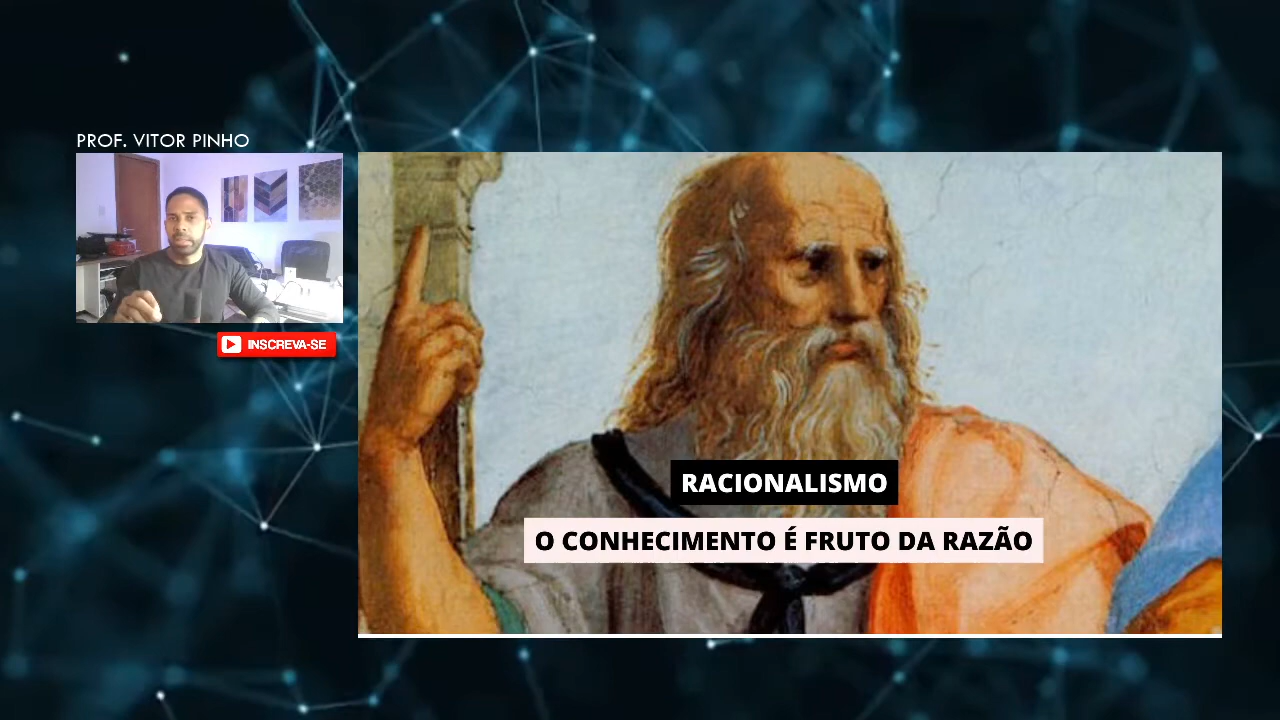 PROF. VITOR PINHO
INSCREVA-SE
RACIONALISMO
O CONHECIMENTO É FRUTO DA RAZÃO